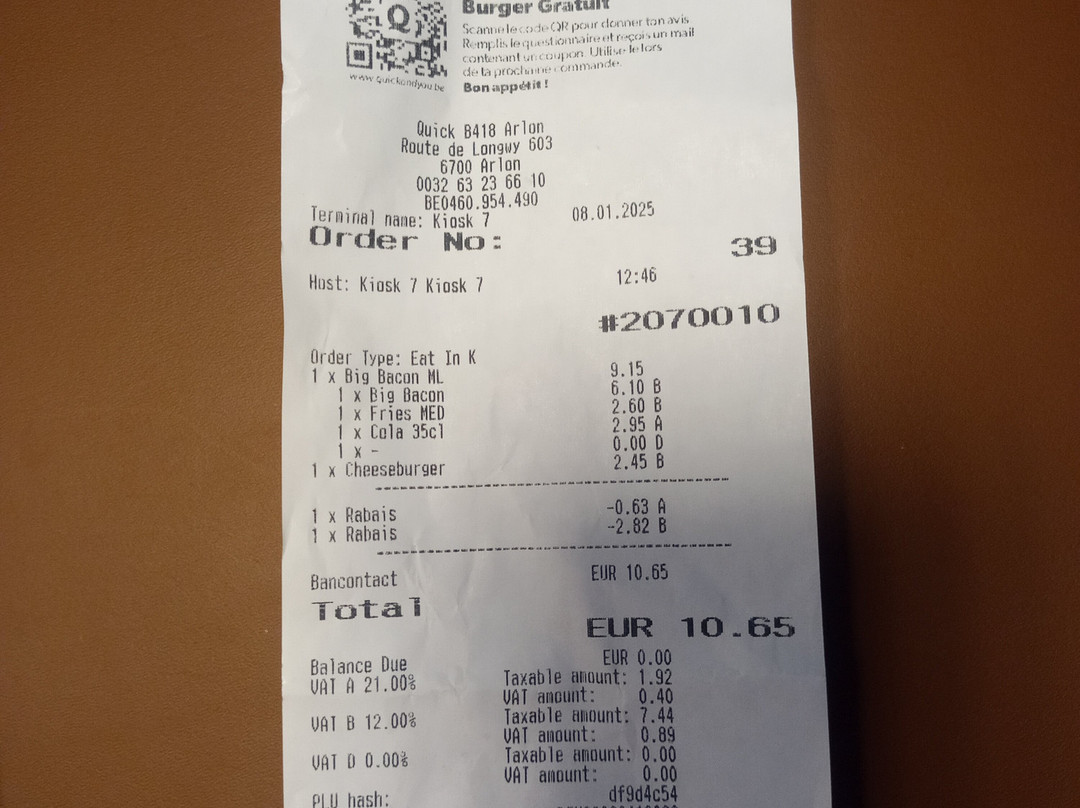 Q
Burger Gratuit
Scanne le code QR pour donner ton avis
Remplis le questionnaire et reçois un mail
contenant un coupon. Utilise-le lors
de ta prochaine commande.
Bon appétit !
www.quickandyou.be
Quick B418 Arlon
Route de Longwy 603
6700 Arlon
0032 63 23 66 10
BE0460.954.490
Terminal name: Kiosk 7 08.01.2025
Order No: 39
Host: Kiosk 7 Kiosk 7 12:46
#2070010
Order Type: Eat In K
1 x Big Bacon ML 9.15
1 x Big Bacon 6.10 B
1 x Fries MED 2.60 B
1 x Cola 35cl 2.95 A
1 x - 0.00 D
1 x Cheeseburger 2.45 B
1 x Rabais -0.63 A
1 x Rabais -2.82 B
Bancontact EUR 10.65
Total EUR 10.65
Balance Due EUR 0.00
VAT A 21.00% Taxable amount: 1.92
VAT amount: 0.40
VAT B 12.00% Taxable amount: 7.44
VAT amount: 0.89
VAT D 0.00% Taxable amount: 0.00
VAT amount: 0.00
PLU hash: df9d4c54